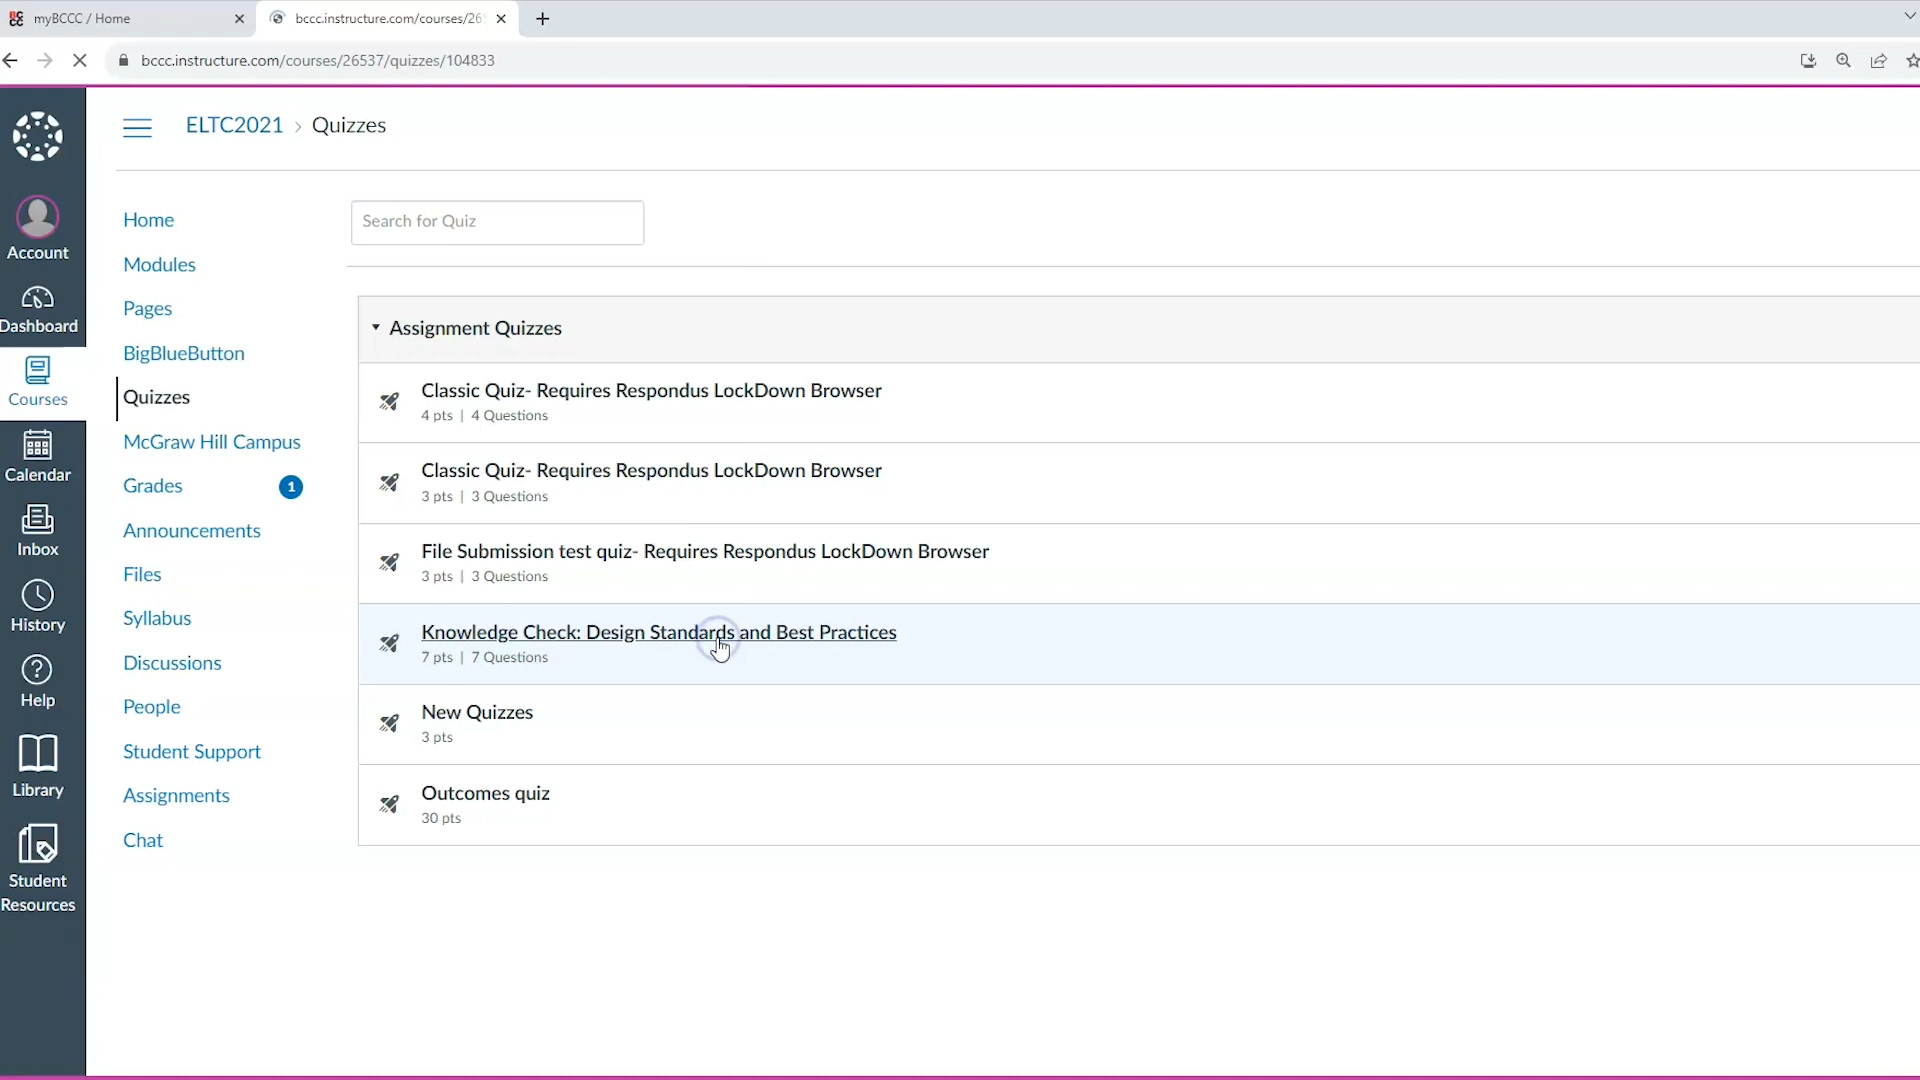 myBCCC / Home
bccc.instructure.com/courses/26
bccc.instructure.com/courses/26537/quizzes/104833
ELTC2021 › Quizzes
Account
Dashboard
Courses
Calendar
Inbox
History
Help
Library
Student
Resources
Home
Modules
Pages
BigBlueButton
Quizzes
McGraw Hill Campus
Grades 1
Announcements
Files
Syllabus
Discussions
People
Student Support
Assignments
Chat
Search for Quiz
Assignment Quizzes
Classic Quiz- Requires Respondus LockDown Browser
4 pts | 4 Questions
Classic Quiz- Requires Respondus LockDown Browser
3 pts | 3 Questions
File Submission test quiz- Requires Respondus LockDown Browser
3 pts | 3 Questions
Knowledge Check: Design Standards and Best Practices
7 pts | 7 Questions
New Quizzes
3 pts
Outcomes quiz
30 pts